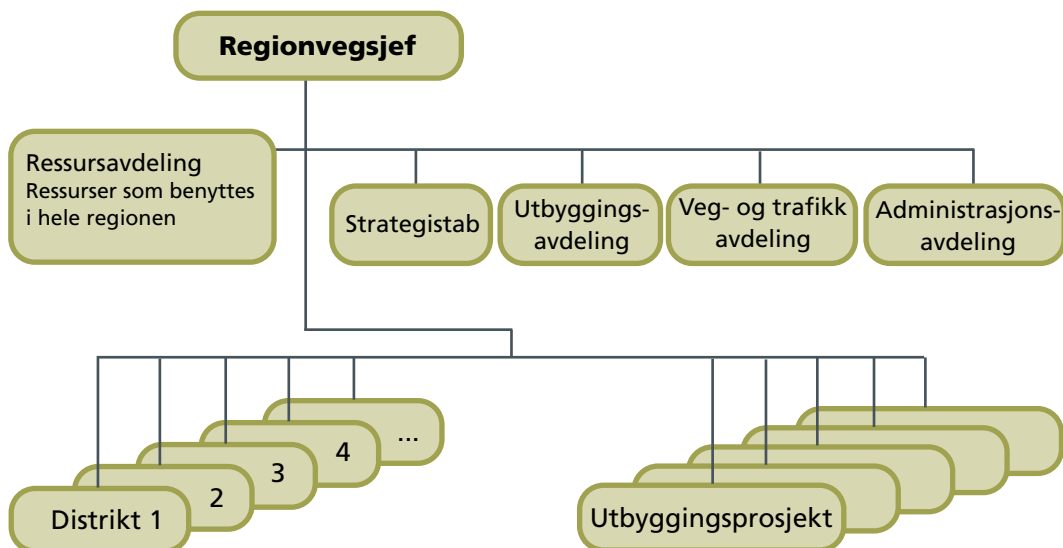 Regionvegsjef
Ressursavdeling
Ressurser som benyttes
i hele regionen
Strategistab
Utbyggings-
avdeling
Veg- og trafikk
avdeling
Administrasjons-
avdeling
Distrikt 1
2
3
4
...
Utbyggingsprosjekt